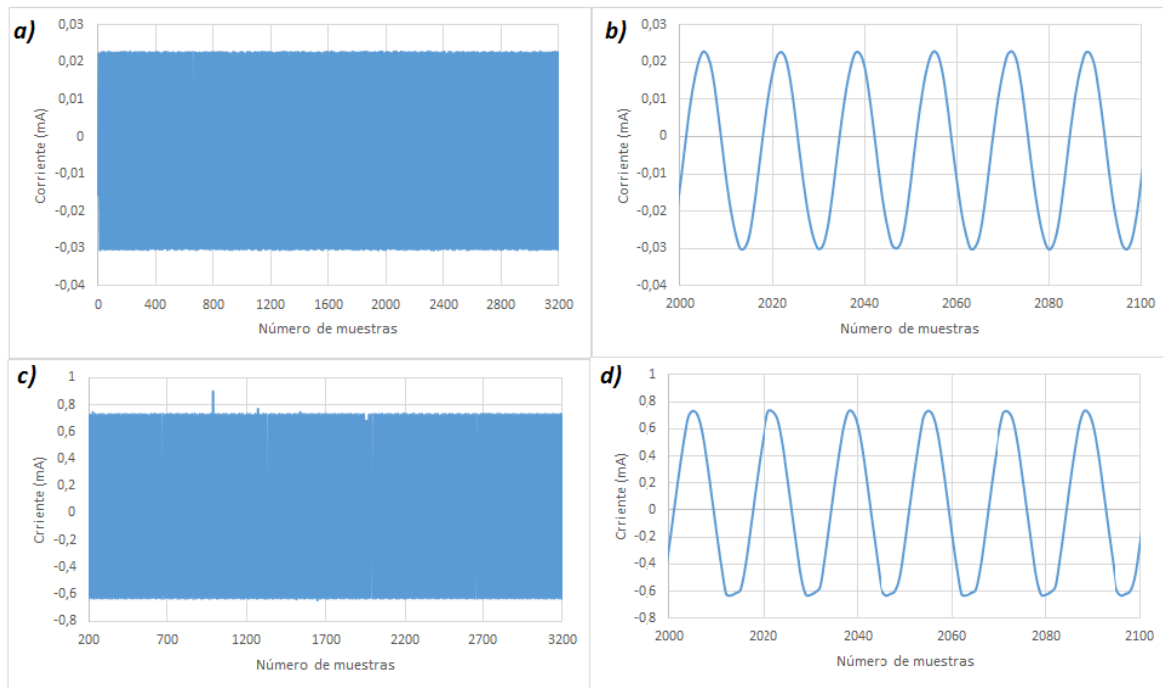 a)
0,03
0,02
0,01
0
-0,01
-0,02
-0,03
-0,04
Corriente (mA)
0 400 800 1200 1600 2000 2400 2800 3200
Número de muestras
b)
0,03
0,02
0,01
0
-0,01
-0,02
-0,03
-0,04
Corriente (mA)
2000 2020 2040 2060 2080 2100
Número de muestras
c)
1
0,8
0,6
0,4
0,2
0
-0,2
-0,4
-0,6
-0,8
Crriente (mA)
200 700 1200 1700 2200 2700 3200
Número de muestras
d)
1
0,8
0,6
0,4
0,2
0
-0,2
-0,4
-0,6
-0,8
Crriente (mA)
2000 2020 2040 2060 2080 2100
Número de muestras